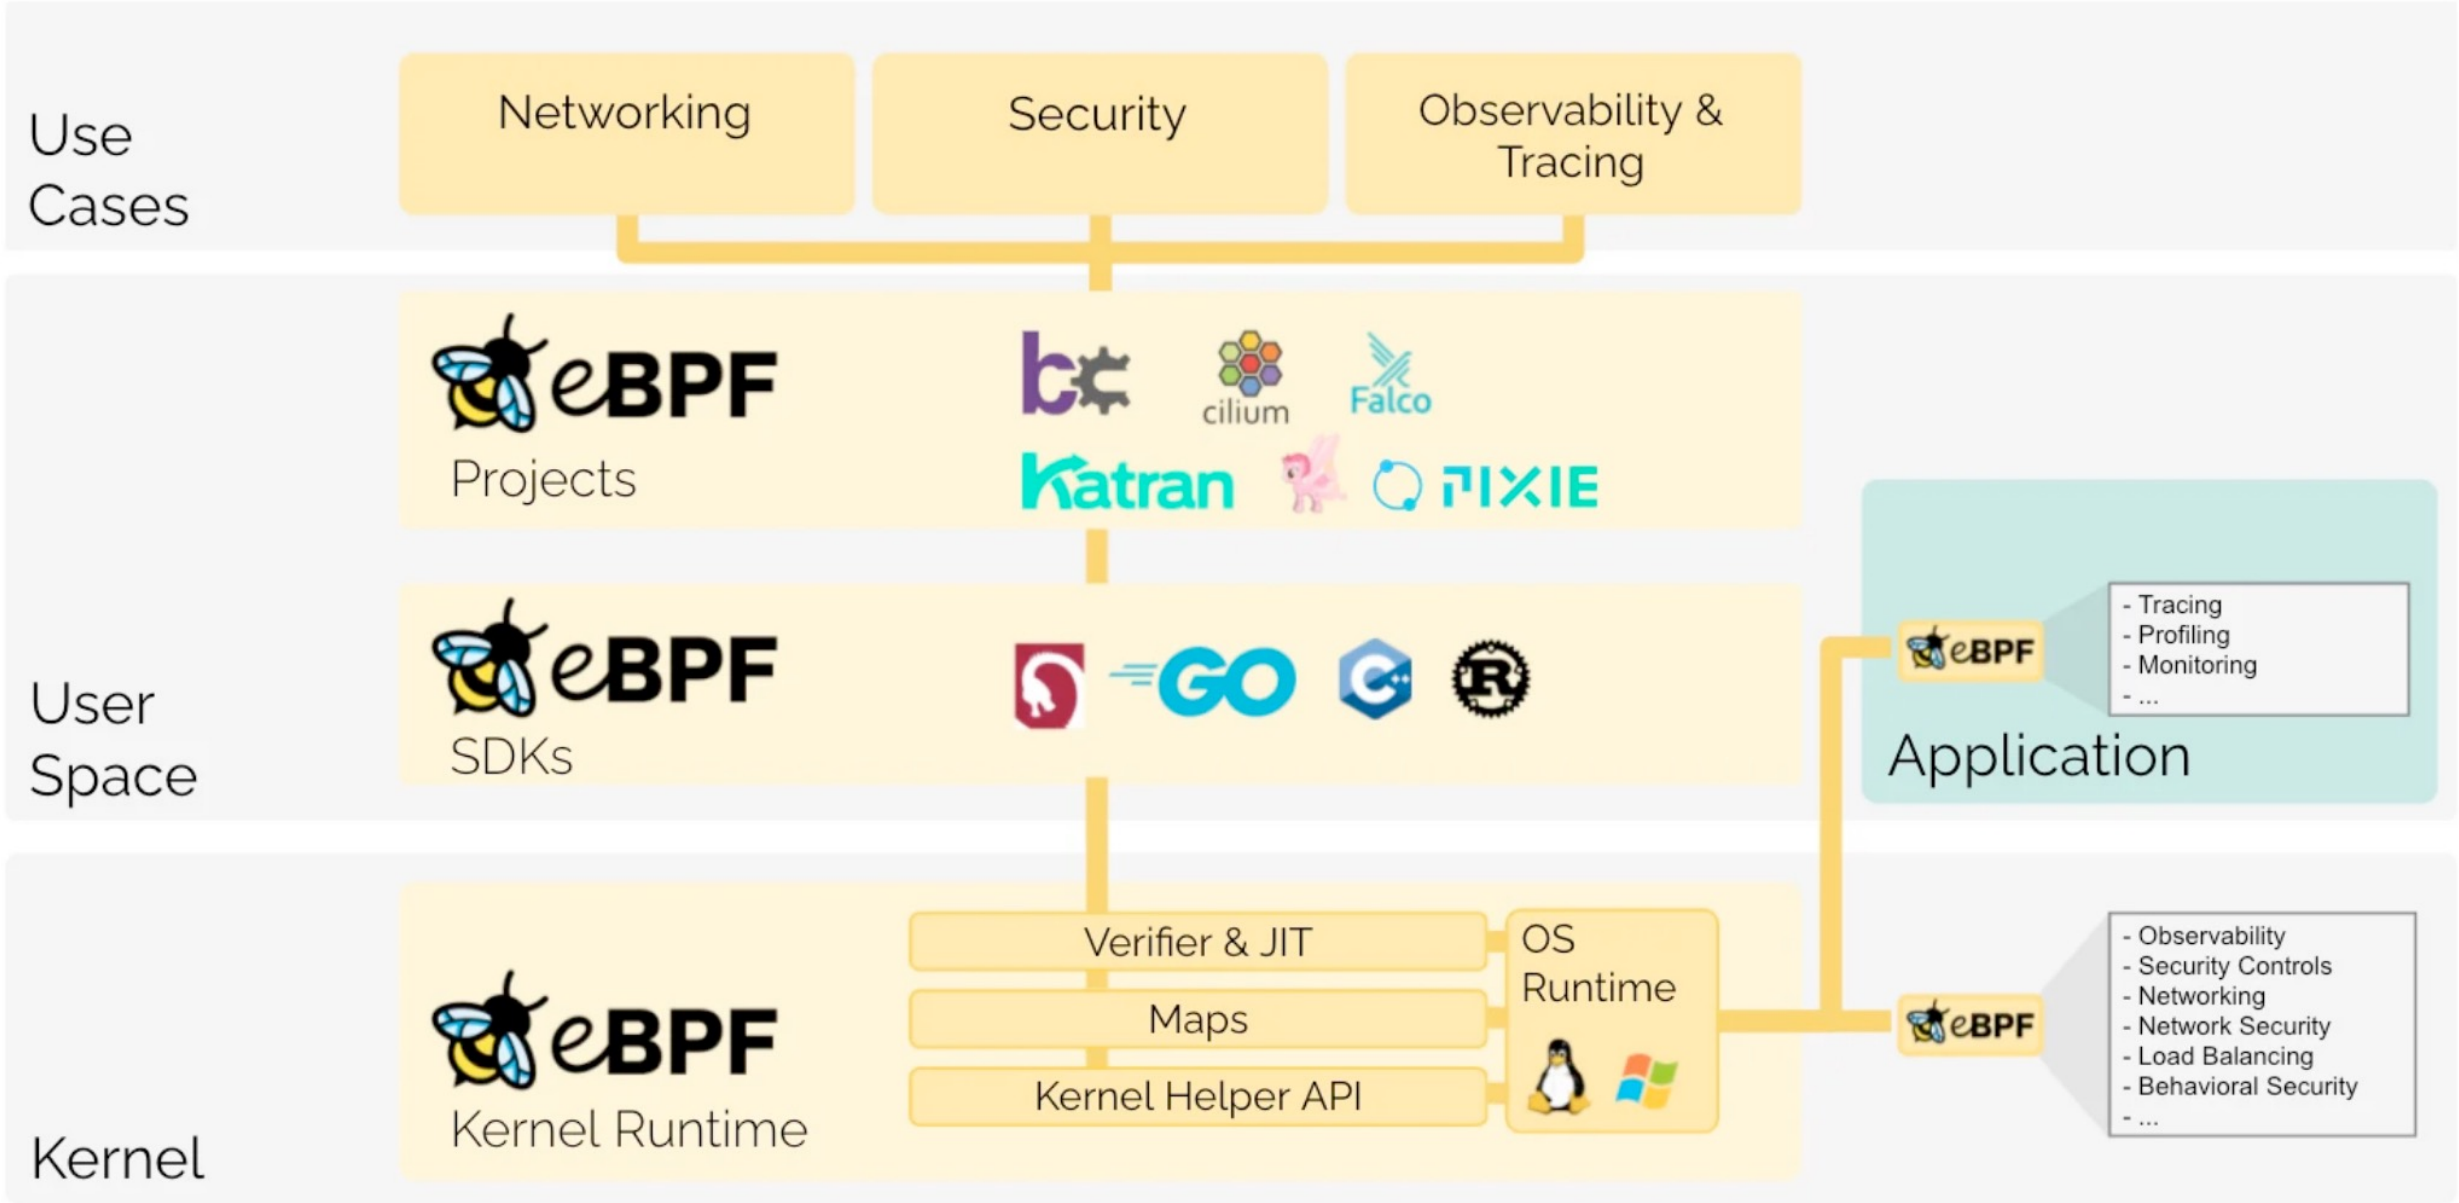 Use
Cases
Networking
Security
Observability &
Tracing
User
Space
eBPF
Projects
bcc
cilium
Falco
Katran
PIXIE
eBPF
SDKs
GO
C++
R
eBPF
- Tracing
- Profiling
- Monitoring
- ...
Application
Kernel
eBPF
Kernel Runtime
Verifier & JIT
Maps
Kernel Helper API
OS
Runtime
eBPF
- Observability
- Security Controls
- Networking
- Network Security
- Load Balancing
- Behavioral Security
- ...